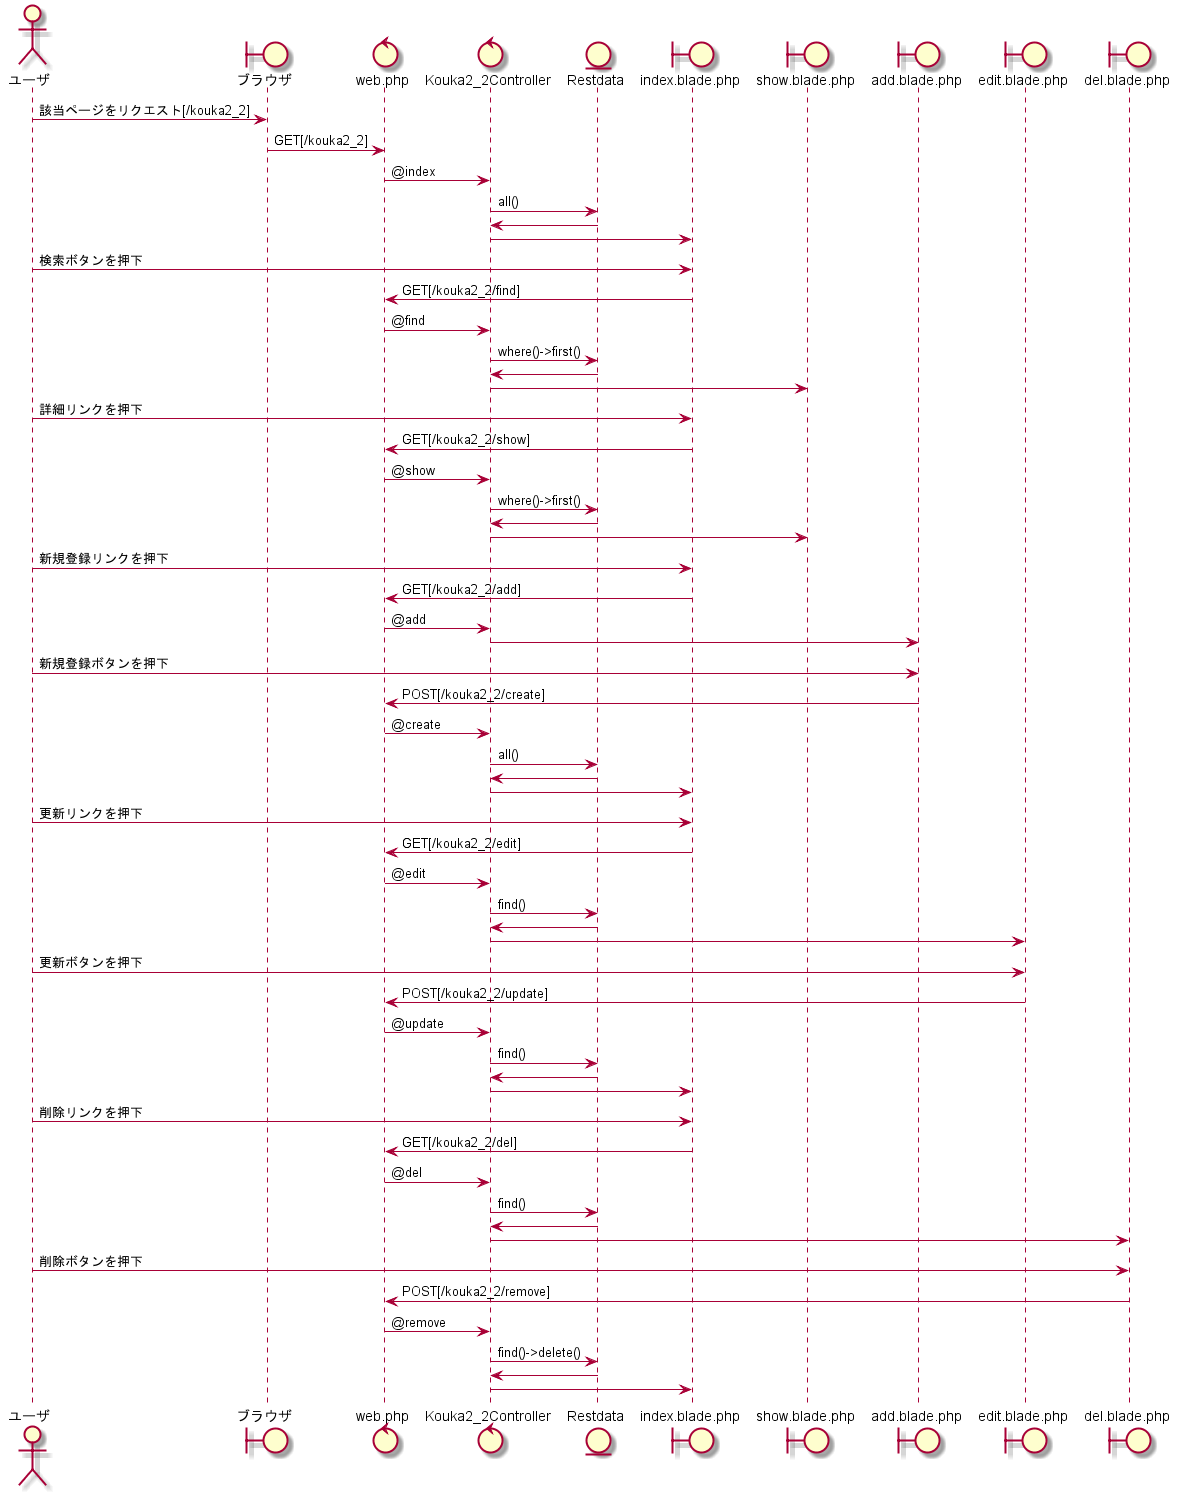 ユーザ
ブラウザ
web.php
Kouka2_2Controller
Restdata
index.blade.php
show.blade.php
add.blade.php
edit.blade.php
del.blade.php
該当ページをリクエスト[/kouka2_2]
GET[/kouka2_2]
@index
all()
検索ボタンを押下
GET[/kouka2_2/find]
@find
where()->first()
詳細リンクを押下
GET[/kouka2_2/show]
@show
where()->first()
新規登録リンクを押下
GET[/kouka2_2/add]
@add
新規登録ボタンを押下
POST[/kouka2_2/create]
@create
all()
更新リンクを押下
GET[/kouka2_2/edit]
@edit
find()
更新ボタンを押下
POST[/kouka2_2/update]
@update
find()
削除リンクを押下
GET[/kouka2_2/del]
@del
find()
削除ボタンを押下
POST[/kouka2_2/remove]
@remove
find()->delete()
ユーザ
ブラウザ
web.php
Kouka2_2Controller
Restdata
index.blade.php
show.blade.php
add.blade.php
edit.blade.php
del.blade.php